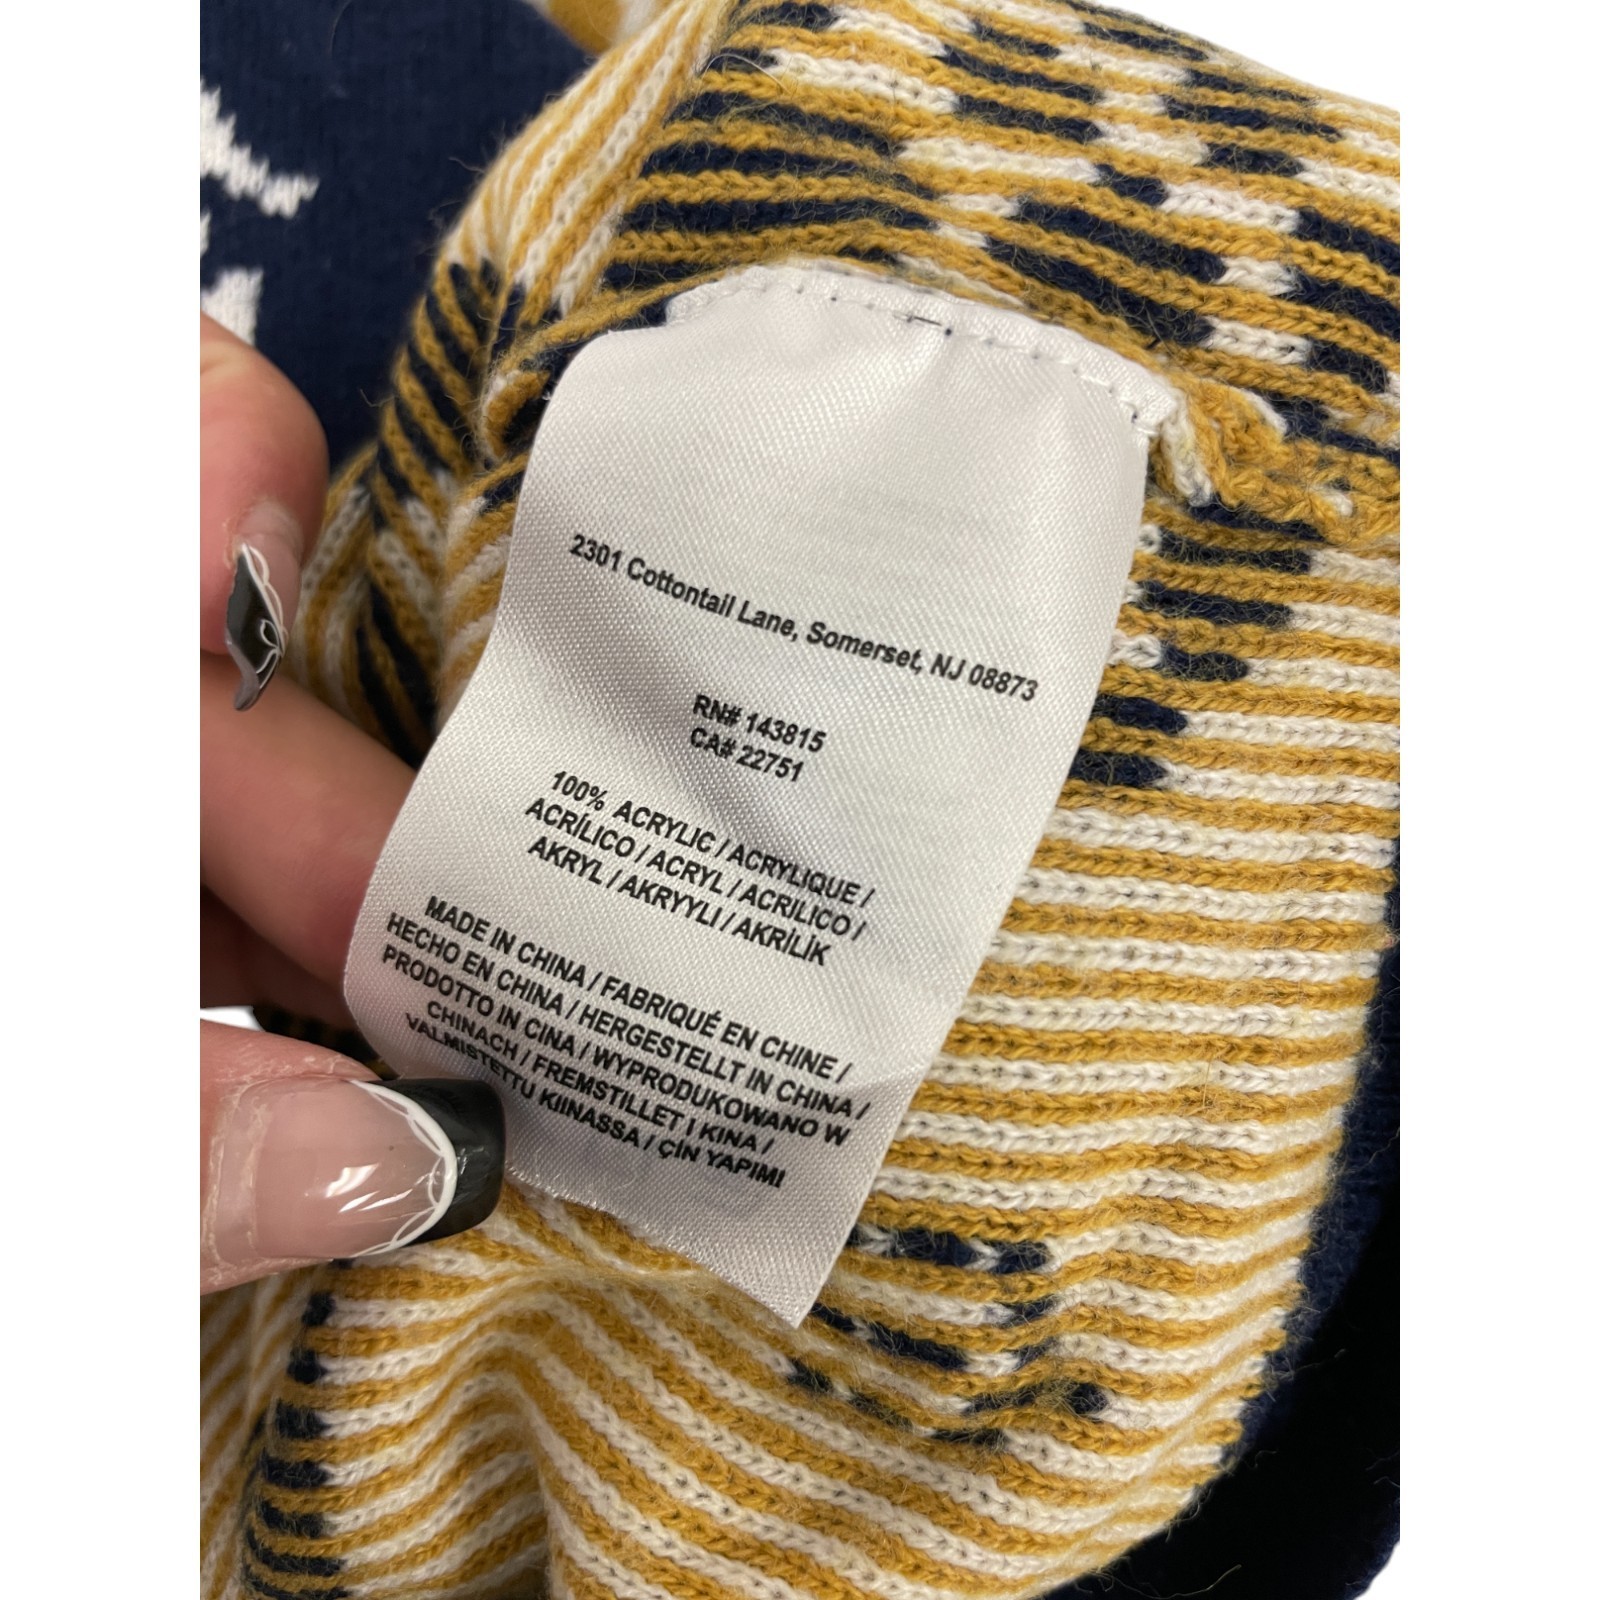 2301 Cottontail Lane, Somerset, NJ 08873
RN# 143815
CA# 22751
100% ACRYLIC / ACRYLIQUE /
ACRÍLICO / ACRYL / ACRILICO /
AKRYL / AKRYYLI / AKRİLİK
MADE IN CHINA / FABRIQUÉ EN CHINE /
HECHO EN CHINA / HERGESTELLT IN CHINA /
PRODOTTO IN CINA / WYPRODUKOWANO W
CHINACH / FREMSTILLET I KINA /
VALMISTETTU KIINASSA / ÇİN YAPIMI